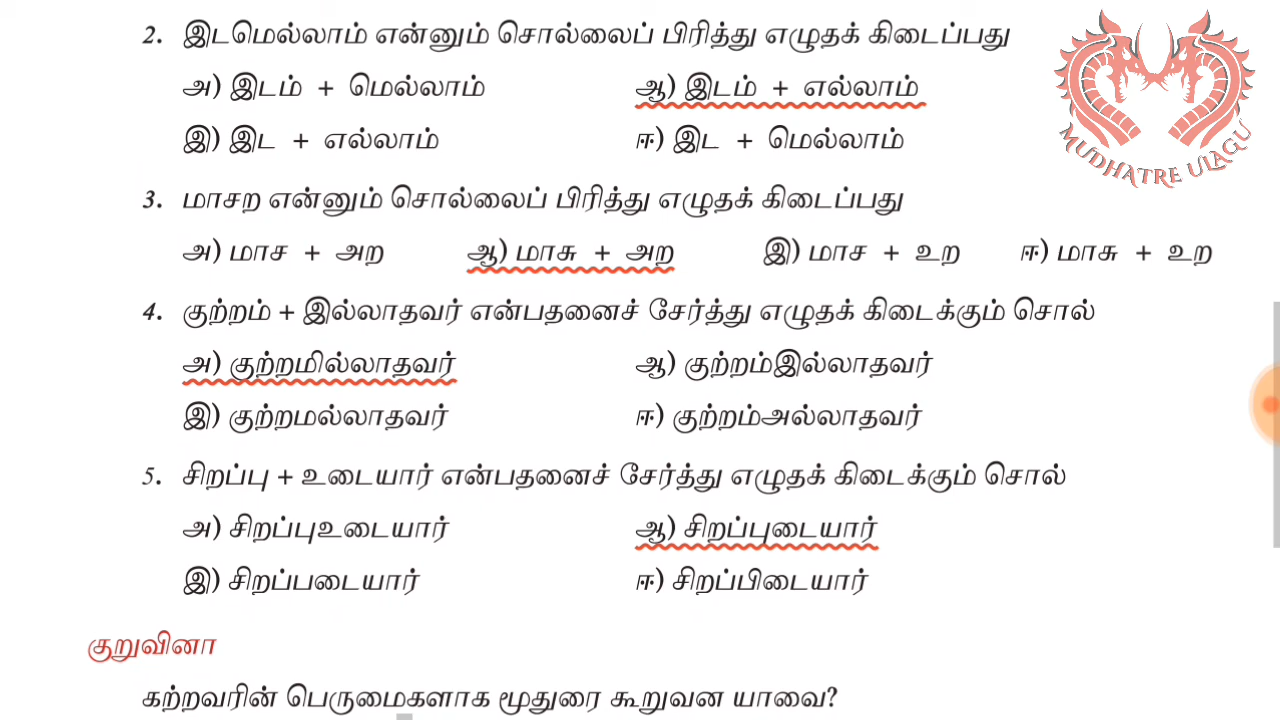 2. இடமெல்லாம் என்னும் சொல்லைப் பிரித்து எழுதக் கிடைப்பது
அ) இடம் + மெல்லாம் ஆ) இடம் + எல்லாம்
இ) இட + எல்லாம் ஈ) இட + மெல்லாம்
MUDHATRE ULAGU
3. மாசற என்னும் சொல்லைப் பிரித்து எழுதக் கிடைப்பது
அ) மாச + அற ஆ) மாசு + அற இ) மாச + உற ஈ) மாசு + உற
4. குற்றம் + இல்லாதவர் என்பதனைச் சேர்த்து எழுதக் கிடைக்கும் சொல்
அ) குற்றமில்லாதவர் ஆ) குற்றம்இல்லாதவர்
இ) குற்றமல்லாதவர் ஈ) குற்றம்அல்லாதவர்
5. சிறப்பு + உடையார் என்பதனைச் சேர்த்து எழுதக் கிடைக்கும் சொல்
அ) சிறப்புஉடையார் ஆ) சிறப்புடையார்
இ) சிறப்படையார் ஈ) சிறப்பிடையார்
குறுவினா
கற்றவரின் பெருமைகளாக மூதுரை கூறுவன யாவை?